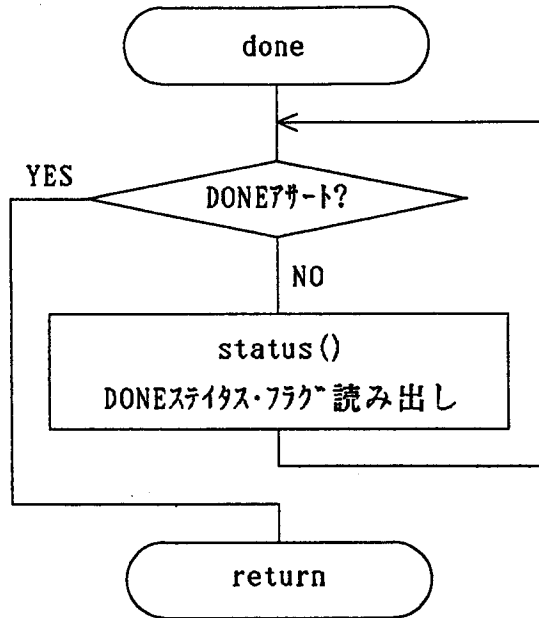 done
YES
DONEｱｻｰﾄ?
NO
status()
DONEｽﾃｲﾀｽ・ﾌﾗｸﾞ読み出し
return